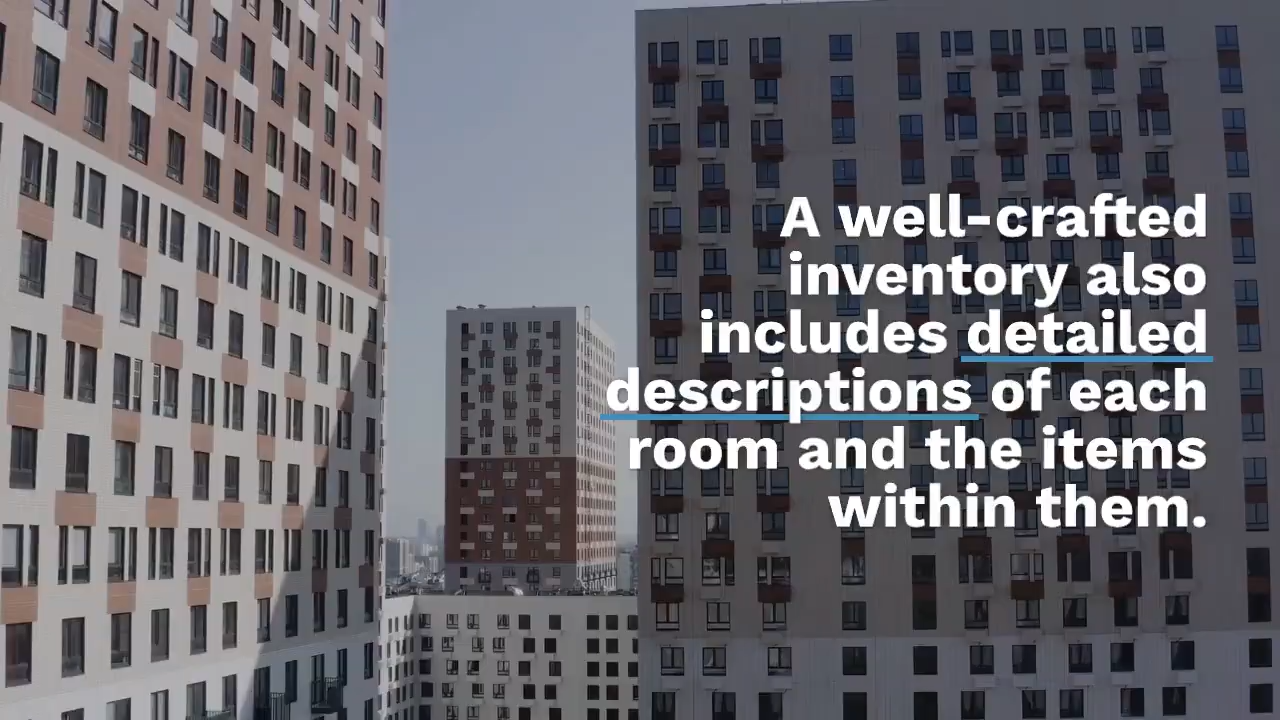 A well-crafted
inventory also
includes detailed
descriptions of each
room and the items
within them.